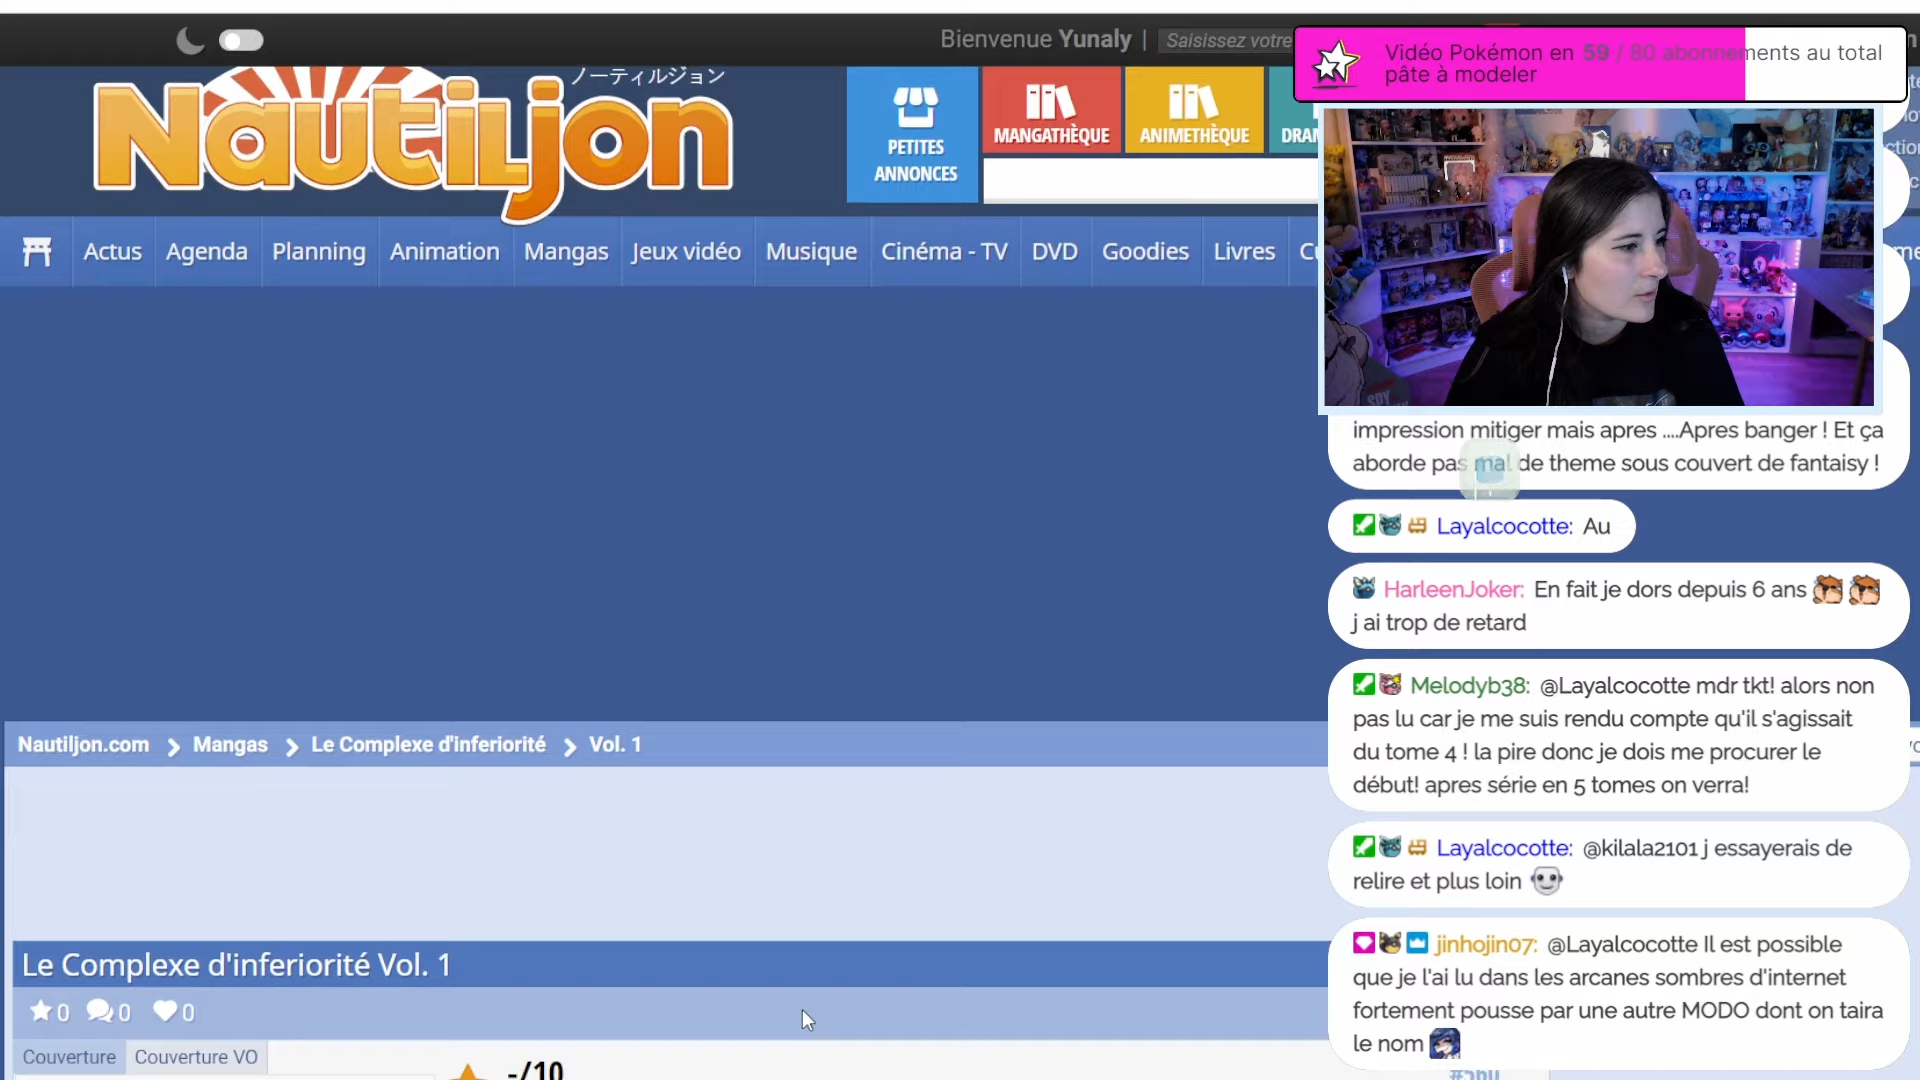 Bienvenue Yunaly | Saisissez votre
Vidéo Pokémon en 59 / 80 abonnements au total
pâte à modeler
ノーティルジョン
Nautiljon
PETITES
ANNONCES
MANGATHÈQUE
ANIMETHÈQUE
DRAM
Actus
Agenda
Planning
Animation
Mangas
Jeux vidéo
Musique
Cinéma - TV
DVD
Goodies
Livres
impression mitiger mais apres ....Apres banger ! Et ça
aborde pas mal de theme sous couvert de fantaisy !
Layalcocotte: Au
HarleenJoker: En fait je dors depuis 6 ans
j ai trop de retard
Melodyb38: @Layalcocotte mdr tkt! alors non
pas lu car je me suis rendu compte qu'il s'agissait
du tome 4 ! la pire donc je dois me procurer le
début! apres série en 5 tomes on verra!
Layalcocotte: @kilala2101 j essayerais de
relire et plus loin
jinhojin07: @Layalcocotte Il est possible
que je l'ai lu dans les arcanes sombres d'internet
fortement pousse par une autre MODO dont on taira
le nom
Nautiljon.com > Mangas > Le Complexe d'inferiorité > Vol. 1
Le Complexe d'inferiorité Vol. 1
0 0 0
Couverture
Couverture VO
-/10